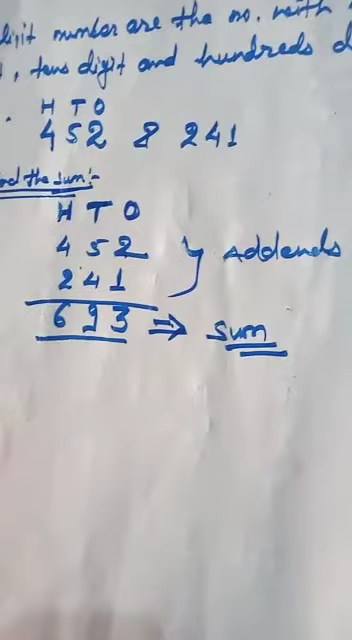 digit number are the no. with
, tens digit and hundreds d
H T O
452 & 241
nd the sum:-
H T O
452
241 } Addends
693 ⇒ Sum